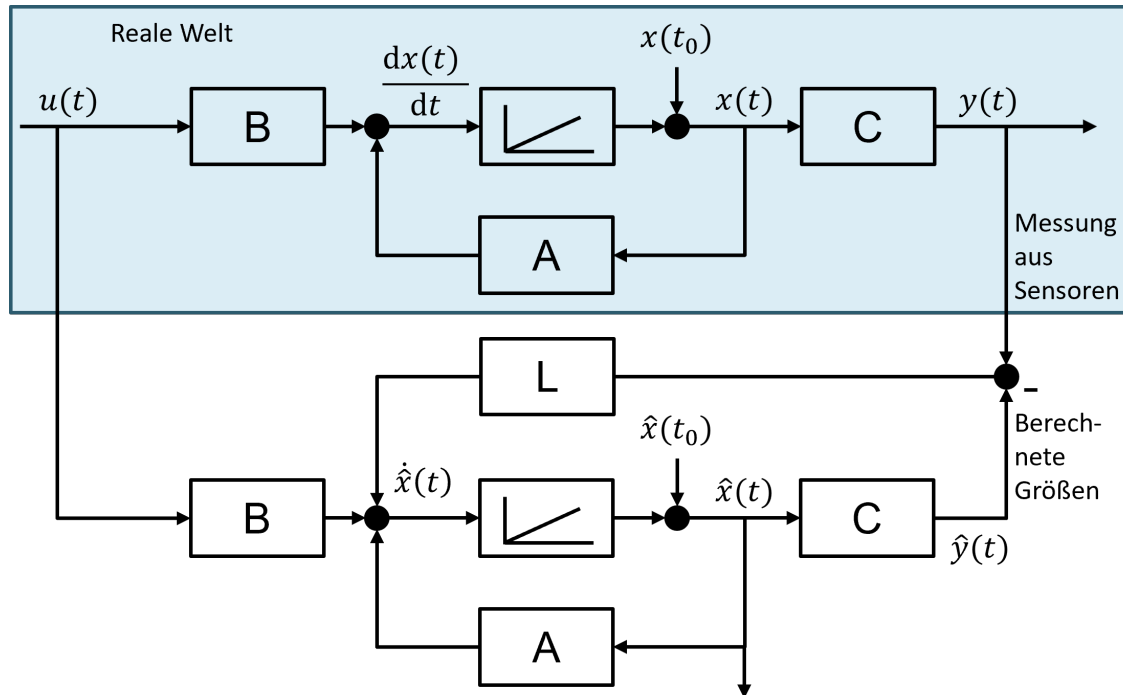 Reale Welt
u(t)
B
dx(t)
dt
x(t₀)
x(t)
C
y(t)
A
Messung
aus
Sensoren
L
-
Berech-
nete
Größen
B
x̂̇(t)
x̂(t₀)
x̂(t)
C
ŷ(t)
A